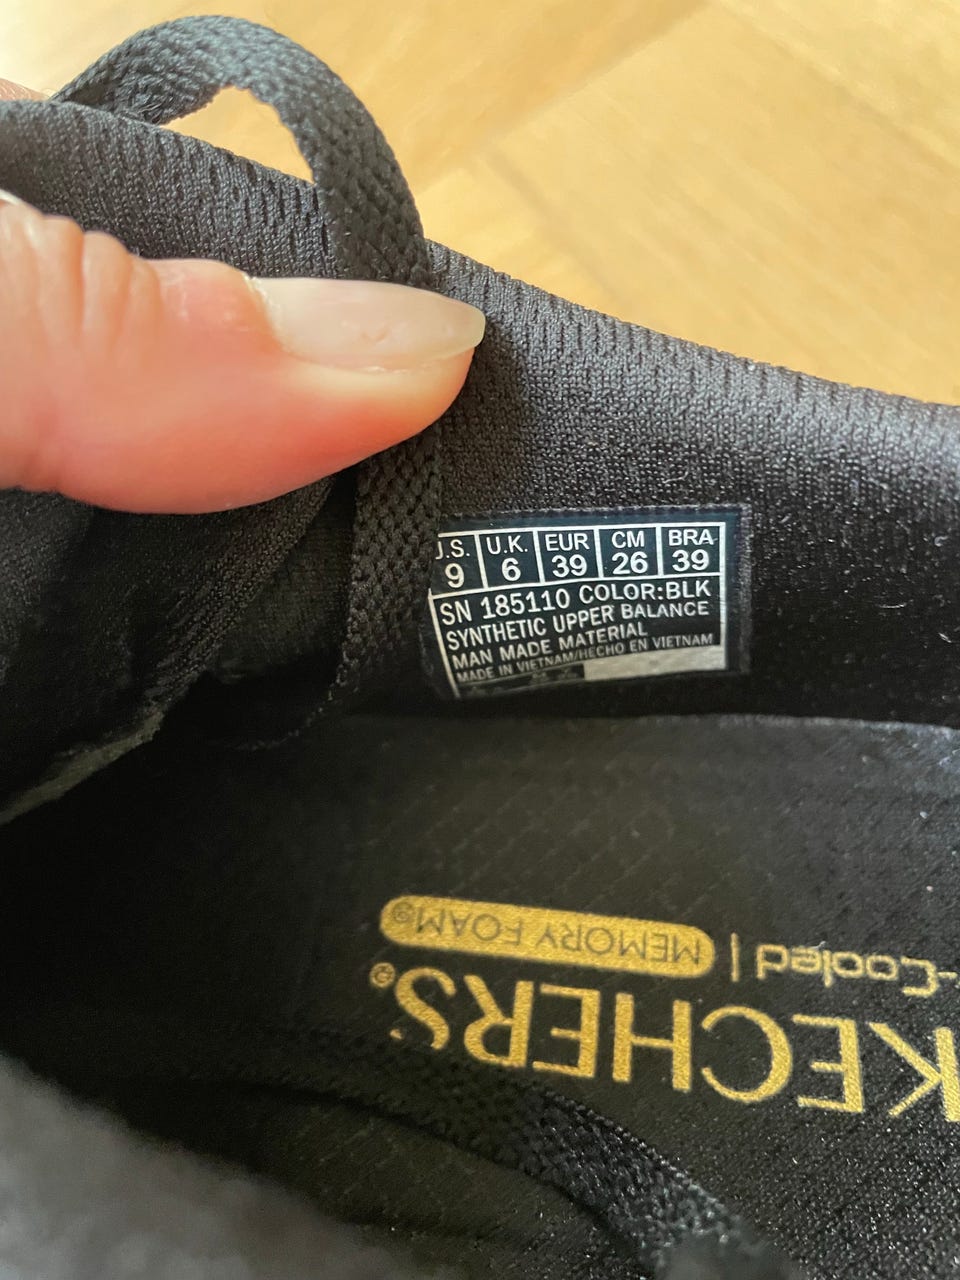 U.S. U.K. EUR CM BRA
9 6 39 26 39
SN 185110 COLOR:BLK
SYNTHETIC UPPER BALANCE
MAN MADE MATERIAL
MADE IN VIETNAM/HECHO EN VIETNAM
-Cooled | MEMORY FOAM®
KECHERS®